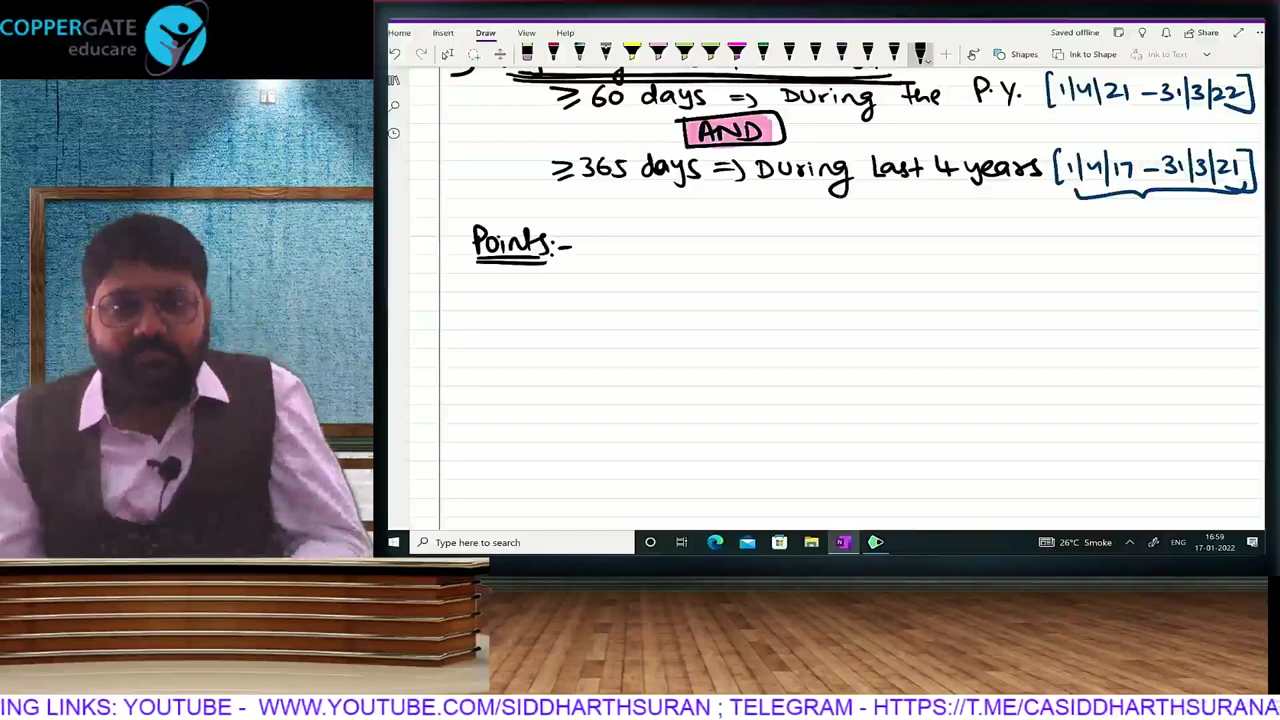 COPPERGATE
educare
Home Insert Draw View Help
Saved offline
Share
Shapes
Ink to Shape
Ink to Text
≥ 60 days => During the P.Y. [1/4/21 - 31/3/22]
AND
≥ 365 days => During last 4 years [1/4/17 - 31/3/21]
Points:-
Type here to search
26°C Smoke
ENG
16:59
17-01-2022
ING LINKS: YOUTUBE - WWW.YOUTUBE.COM/SIDDHARTHSURAN ; TELEGRAM - HTTPS://T.ME/CASIDDHARTHSURANA